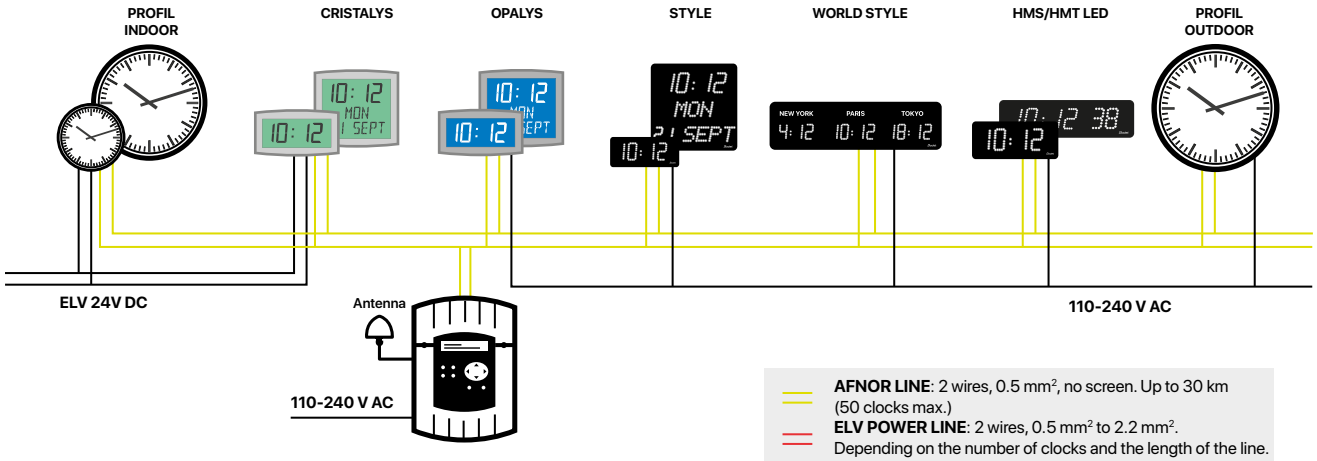 PROFIL
INDOOR
CRISTALYS
OPALYS
STYLE
WORLD STYLE
HMS/HMT LED
PROFIL
OUTDOOR
10: 12
MON
SEPT
10: 12
10: 12
MON
SEPT
10: 12
10: 12
MON
21 SEPT
10: 12
NEW YORK PARIS TOKYO
4: 12 10: 12 18: 12
10: 12 38
10: 12
ELV 24V DC
Antenna
110-240 V AC
110-240 V AC
AFNOR LINE: 2 wires, 0.5 mm², no screen. Up to 30 km
(50 clocks max.)
ELV POWER LINE: 2 wires, 0.5 mm² to 2.2 mm².
Depending on the number of clocks and the length of the line.